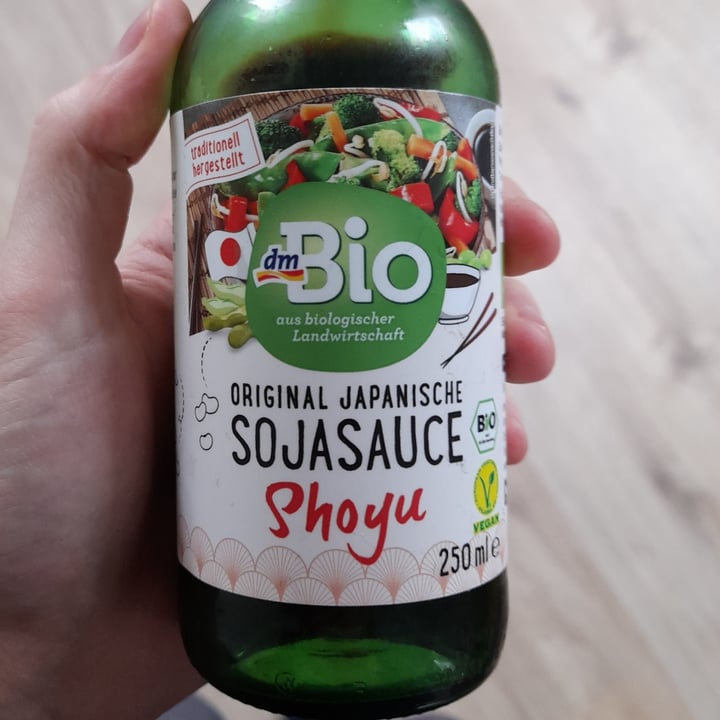 traditionell
hergestellt
dm
Bio
aus biologischer
Landwirtschaft
ORIGINAL JAPANISCHE
SOJASAUCE
Shoyu
BiO
VEGAN
250 ml e